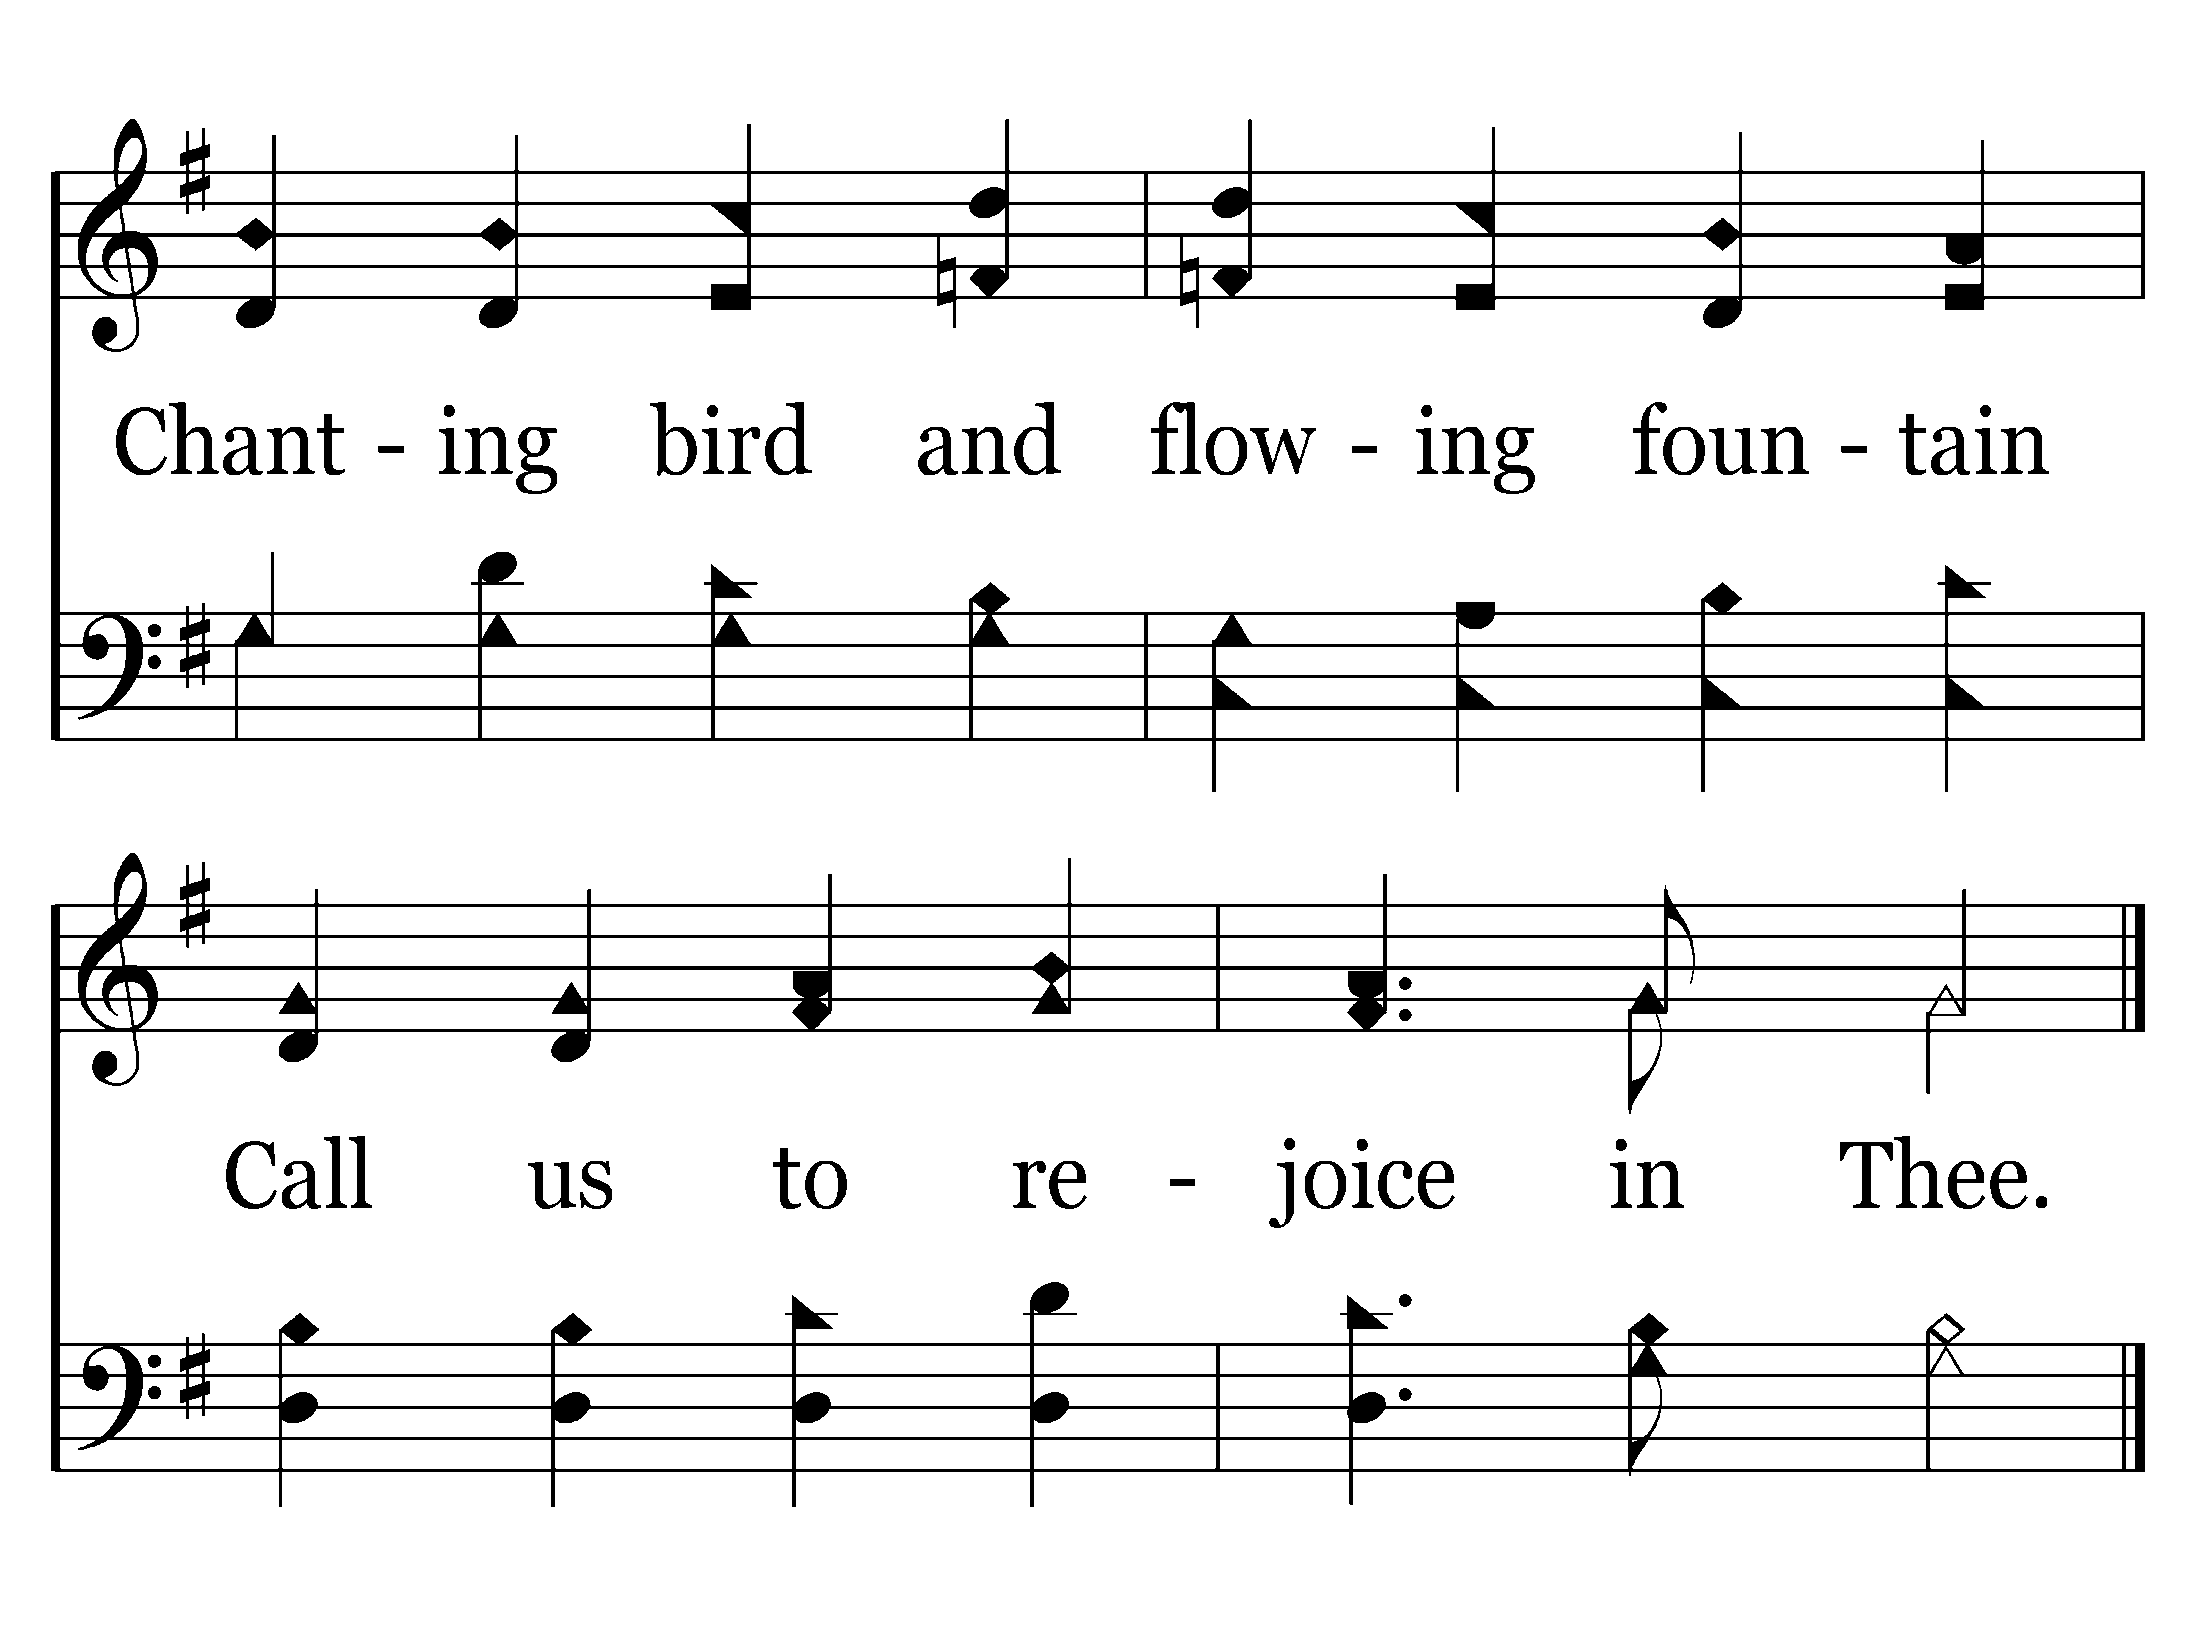 Chant - ing bird and flow - ing foun - tain
Call us to re - joice in Thee.